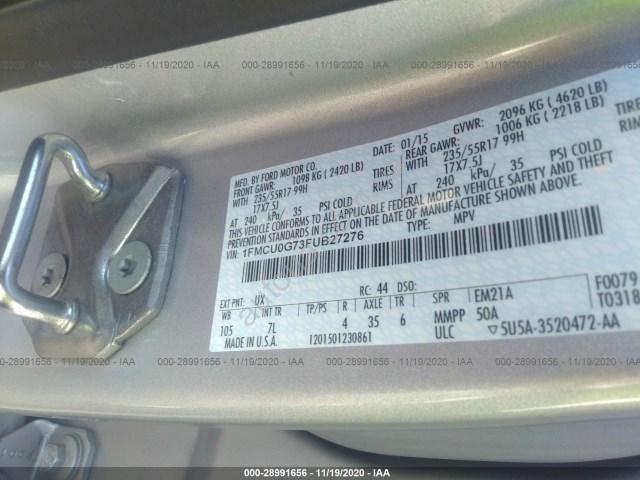 000-28991656 - 11/19/2020 - IAA
MFD. BY FORD MOTOR CO.
DATE: 01/15 GVWR: 2096 KG ( 4620 LB)
FRONT GAWR: 1098 KG ( 2420 LB)
REAR GAWR: 1006 KG ( 2218 LB)
WITH 235/55R17 99H TIRES
WITH 235/55R17 99H TIRE
17X7.5J RIMS
17X7.5J RIMS
AT 240 kPa/ 35 PSI COLD
AT 240 kPa/ 35 PSI COLD
THIS VEHICLE CONFORMS TO ALL APPLICABLE FEDERAL MOTOR VEHICLE SAFETY AND THEFT
PREVENTION STANDARDS IN EFFECT ON THE DATE OF MANUFACTURE SHOWN ABOVE.
VIN: 1FMCU0G73FUB27276
TYPE: MPV
EXT PNT: UX RC: 44 DSO:
WB INT TR TP/PS R AXLE TR SPR EM21A F0079
105 7L 4 35 6 MMPP 50A T0318
MADE IN U.S.A. 1201501230861 ULC 5U5A-3520472-AA
000-28991656 - 11/19/2020 - IAA